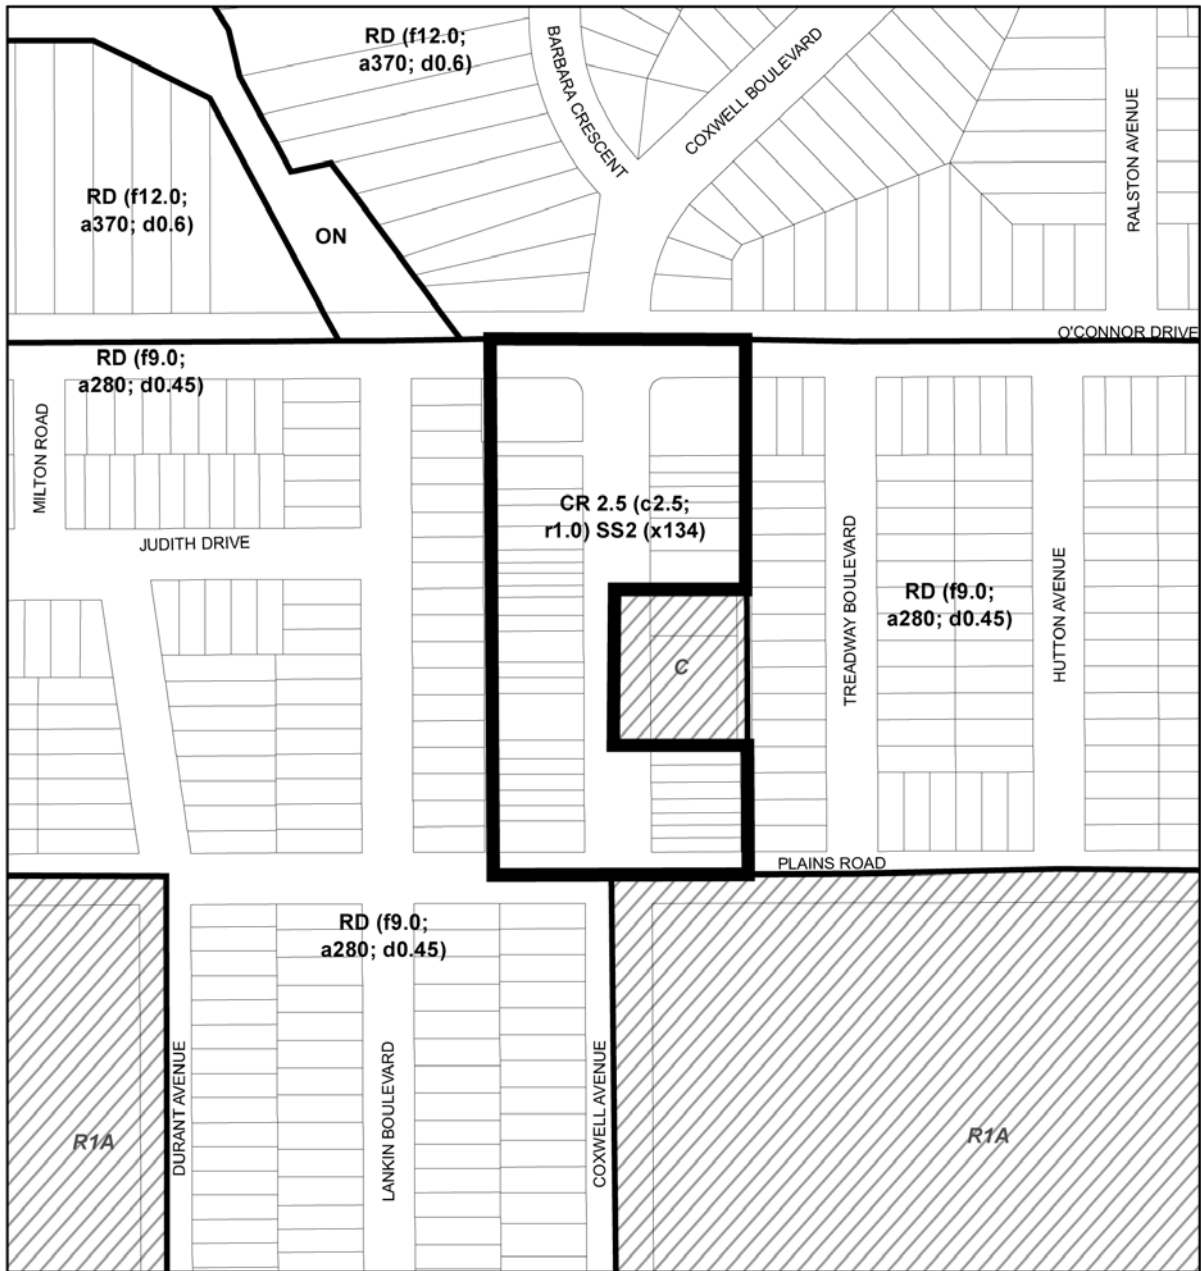 RD (f12.0;
a370; d0.6)
BARBARA CRESCENT
COXWELL BOULEVARD
RALSTON AVENUE
RD (f12.0;
a370; d0.6)
ON
O'CONNOR DRIVE
RD (f9.0;
a280; d0.45)
MILTON ROAD
JUDITH DRIVE
CR 2.5 (c2.5;
r1.0) SS2 (x134)
TREADWAY BOULEVARD
RD (f9.0;
a280; d0.45)
HUTTON AVENUE
C
PLAINS ROAD
RD (f9.0;
a280; d0.45)
DURANT AVENUE
LANKIN BOULEVARD
COXWELL AVENUE
R1A
R1A